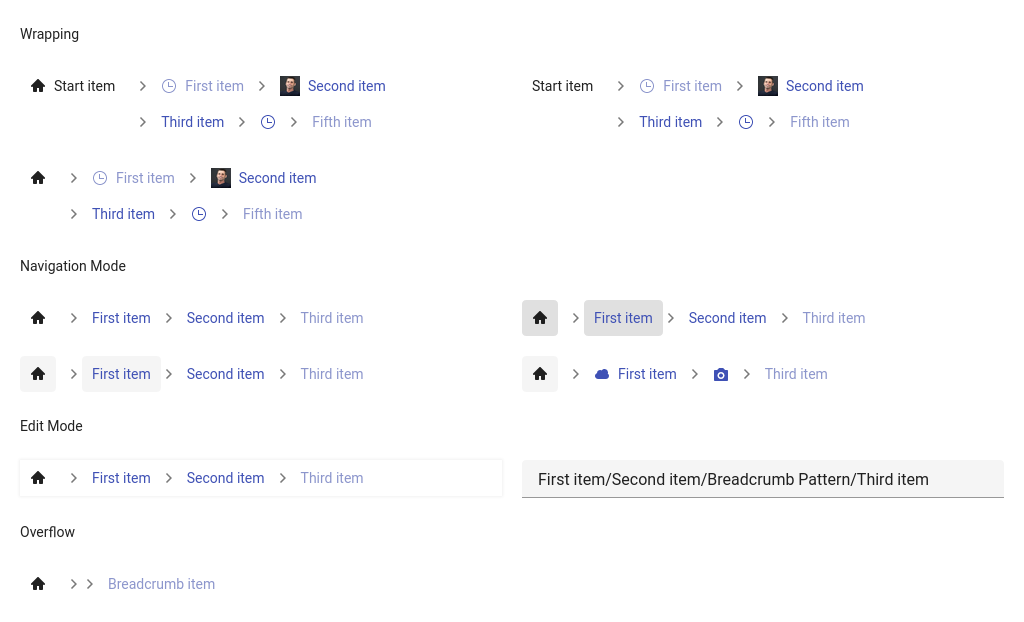 Wrapping
Start item First item Second item
Third item Fifth item
Start item First item Second item
Third item Fifth item
First item Second item
Third item Fifth item
Navigation Mode
First item Second item Third item
First item Second item Third item
First item Second item Third item
First item Third item
Edit Mode
First item Second item Third item
First item/Second item/Breadcrumb Pattern/Third item
Overflow
Breadcrumb item